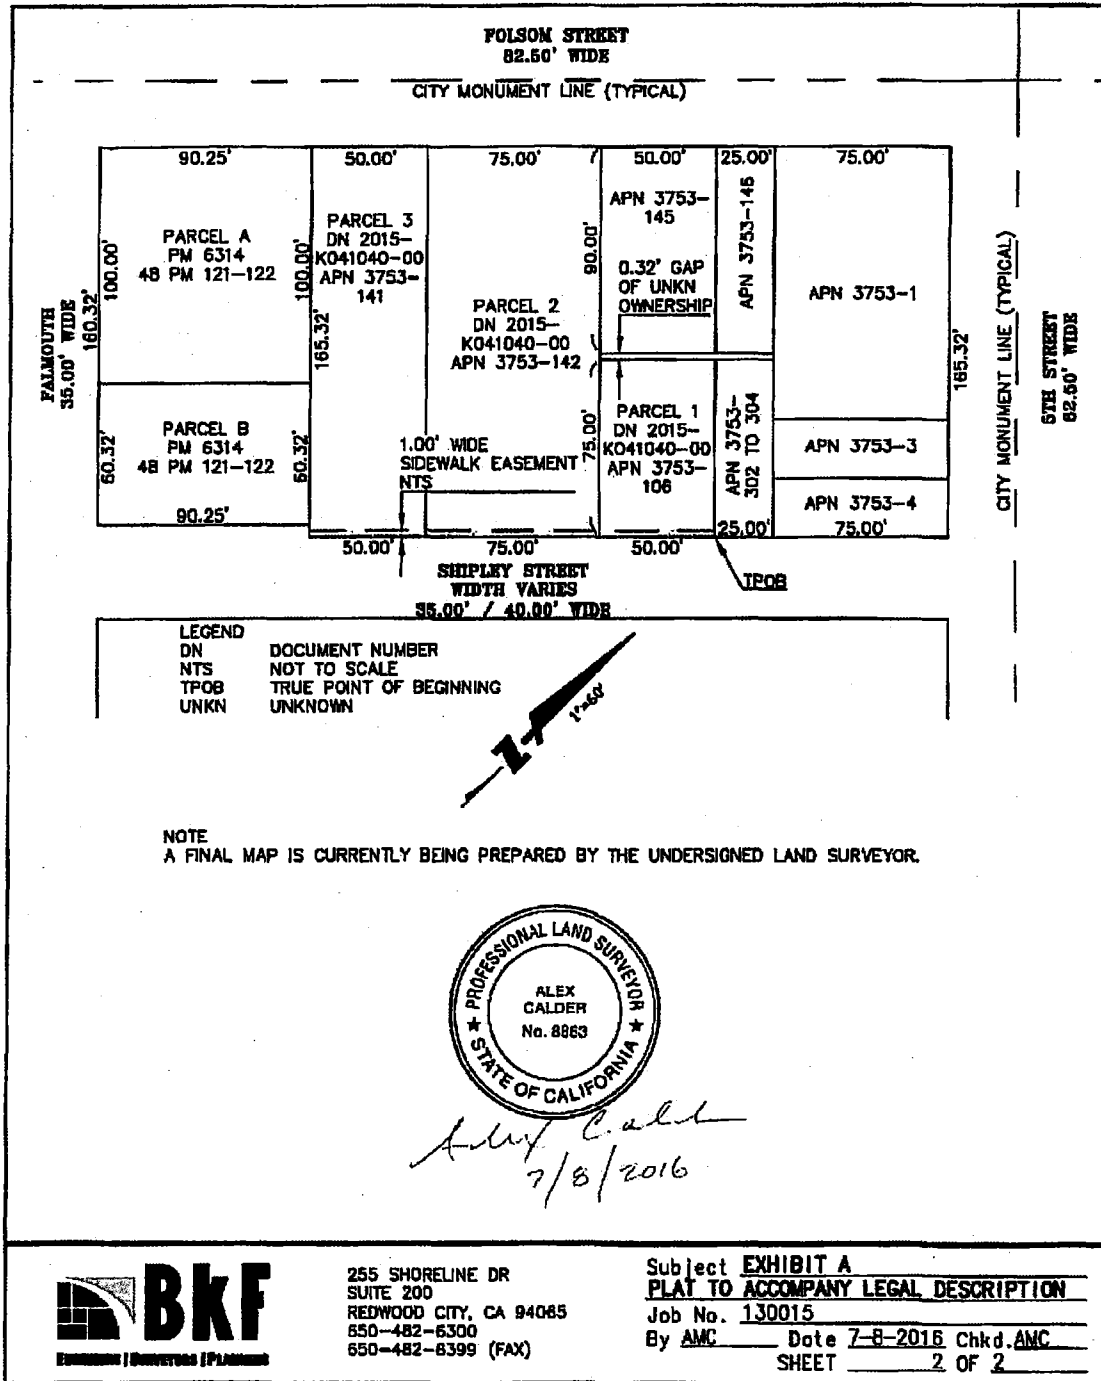 FOLSOM STREET
82.50' WIDE
CITY MONUMENT LINE (TYPICAL)
90.25'
50.00'
75.00'
50.00'
25.00'
75.00'
PARCEL A
PM 6314
48 PM 121-122
100.00'
100.00'
FALMOUTH
35.00' WIDE
160.32'
PARCEL B
PM 6314
48 PM 121-122
60.32'
60.32'
90.25'
PARCEL 3
DN 2015-
K041040-00
APN 3753-
141
165.32'
PARCEL 2
DN 2015-
K041040-00
APN 3753-142
90.00'
75.00'
APN 3753-
145
0.32' GAP
OF UNKN
OWNERSHIP
PARCEL 1
DN 2015-
K041040-00
APN 3753-
106
APN 3753-146
APN 3753-
302 TO 304
APN 3753-1
APN 3753-3
APN 3753-4
165.32'
CITY MONUMENT LINE (TYPICAL)
5TH STREET
82.50' WIDE
1.00' WIDE
SIDEWALK EASEMENT
NTS
50.00'
75.00'
50.00'
25.00'
75.00'
TPOB
SHIPLEY STREET
WIDTH VARIES
35.00' / 40.00' WIDE
LEGEND
DN DOCUMENT NUMBER
NTS NOT TO SCALE
TPOB TRUE POINT OF BEGINNING
UNKN UNKNOWN
1"=60'
N
NOTE
A FINAL MAP IS CURRENTLY BEING PREPARED BY THE UNDERSIGNED LAND SURVEYOR.
PROFESSIONAL LAND SURVEYOR
ALEX
CALDER
No. 8863
STATE OF CALIFORNIA
Alex Calder
7/8/2016
BKF
ENGINEERS | SURVEYORS | PLANNERS
255 SHORELINE DR
SUITE 200
REDWOOD CITY, CA 94065
650-482-6300
650-482-6399 (FAX)
Subject EXHIBIT A
PLAT TO ACCOMPANY LEGAL DESCRIPTION
Job No. 130015
By AMC Date 7-8-2016 Chkd. AMC
SHEET 2 OF 2